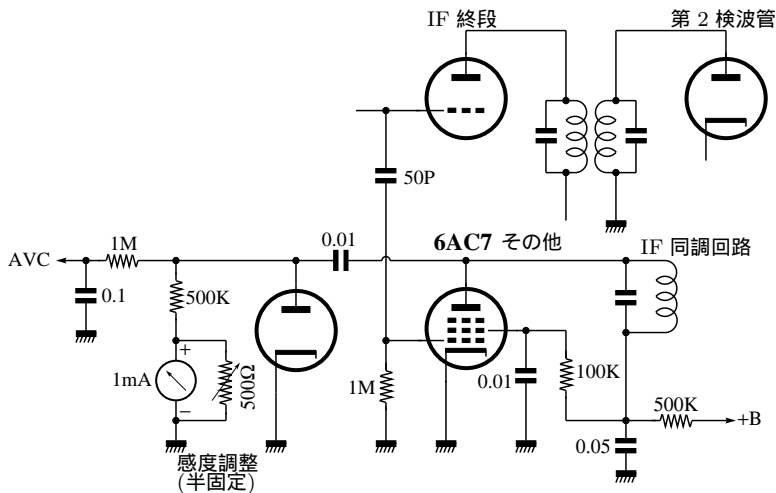 IF 終段
第 2 検波管
50P
0.01
6AC7 その他
IF 同調回路
1M
AVC
0.1
500K
+
1mA
500Ω
−
1M
0.01
100K
500K
+B
0.05
感度調整
(半固定)